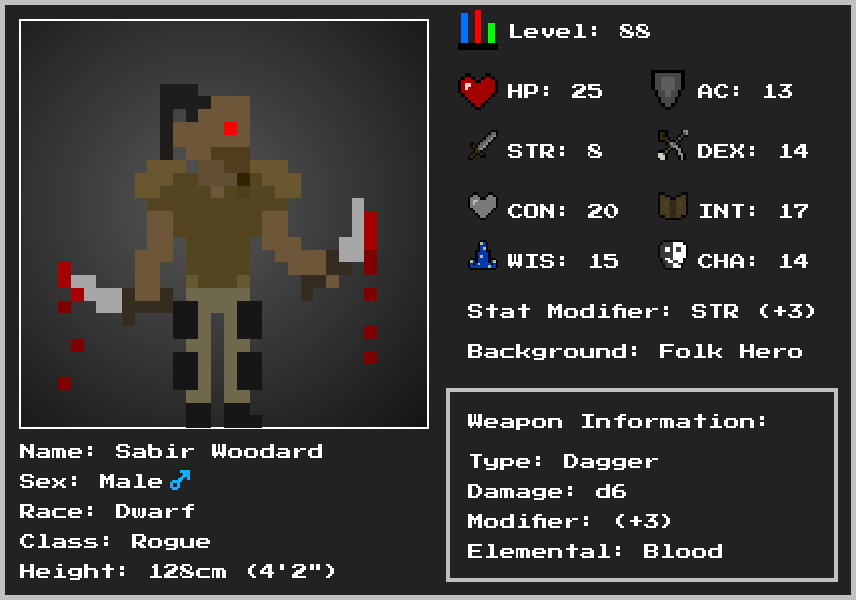 Level: 88
HP: 25
AC: 13
STR: 8
DEX: 14
CON: 20
INT: 17
WIS: 15
CHA: 14
Stat Modifier: STR (+3)
Background: Folk Hero
Name: Sabir Woodard
Sex: Male ♂
Race: Dwarf
Class: Rogue
Height: 128cm (4'2")
Weapon Information:
Type: Dagger
Damage: d6
Modifier: (+3)
Elemental: Blood